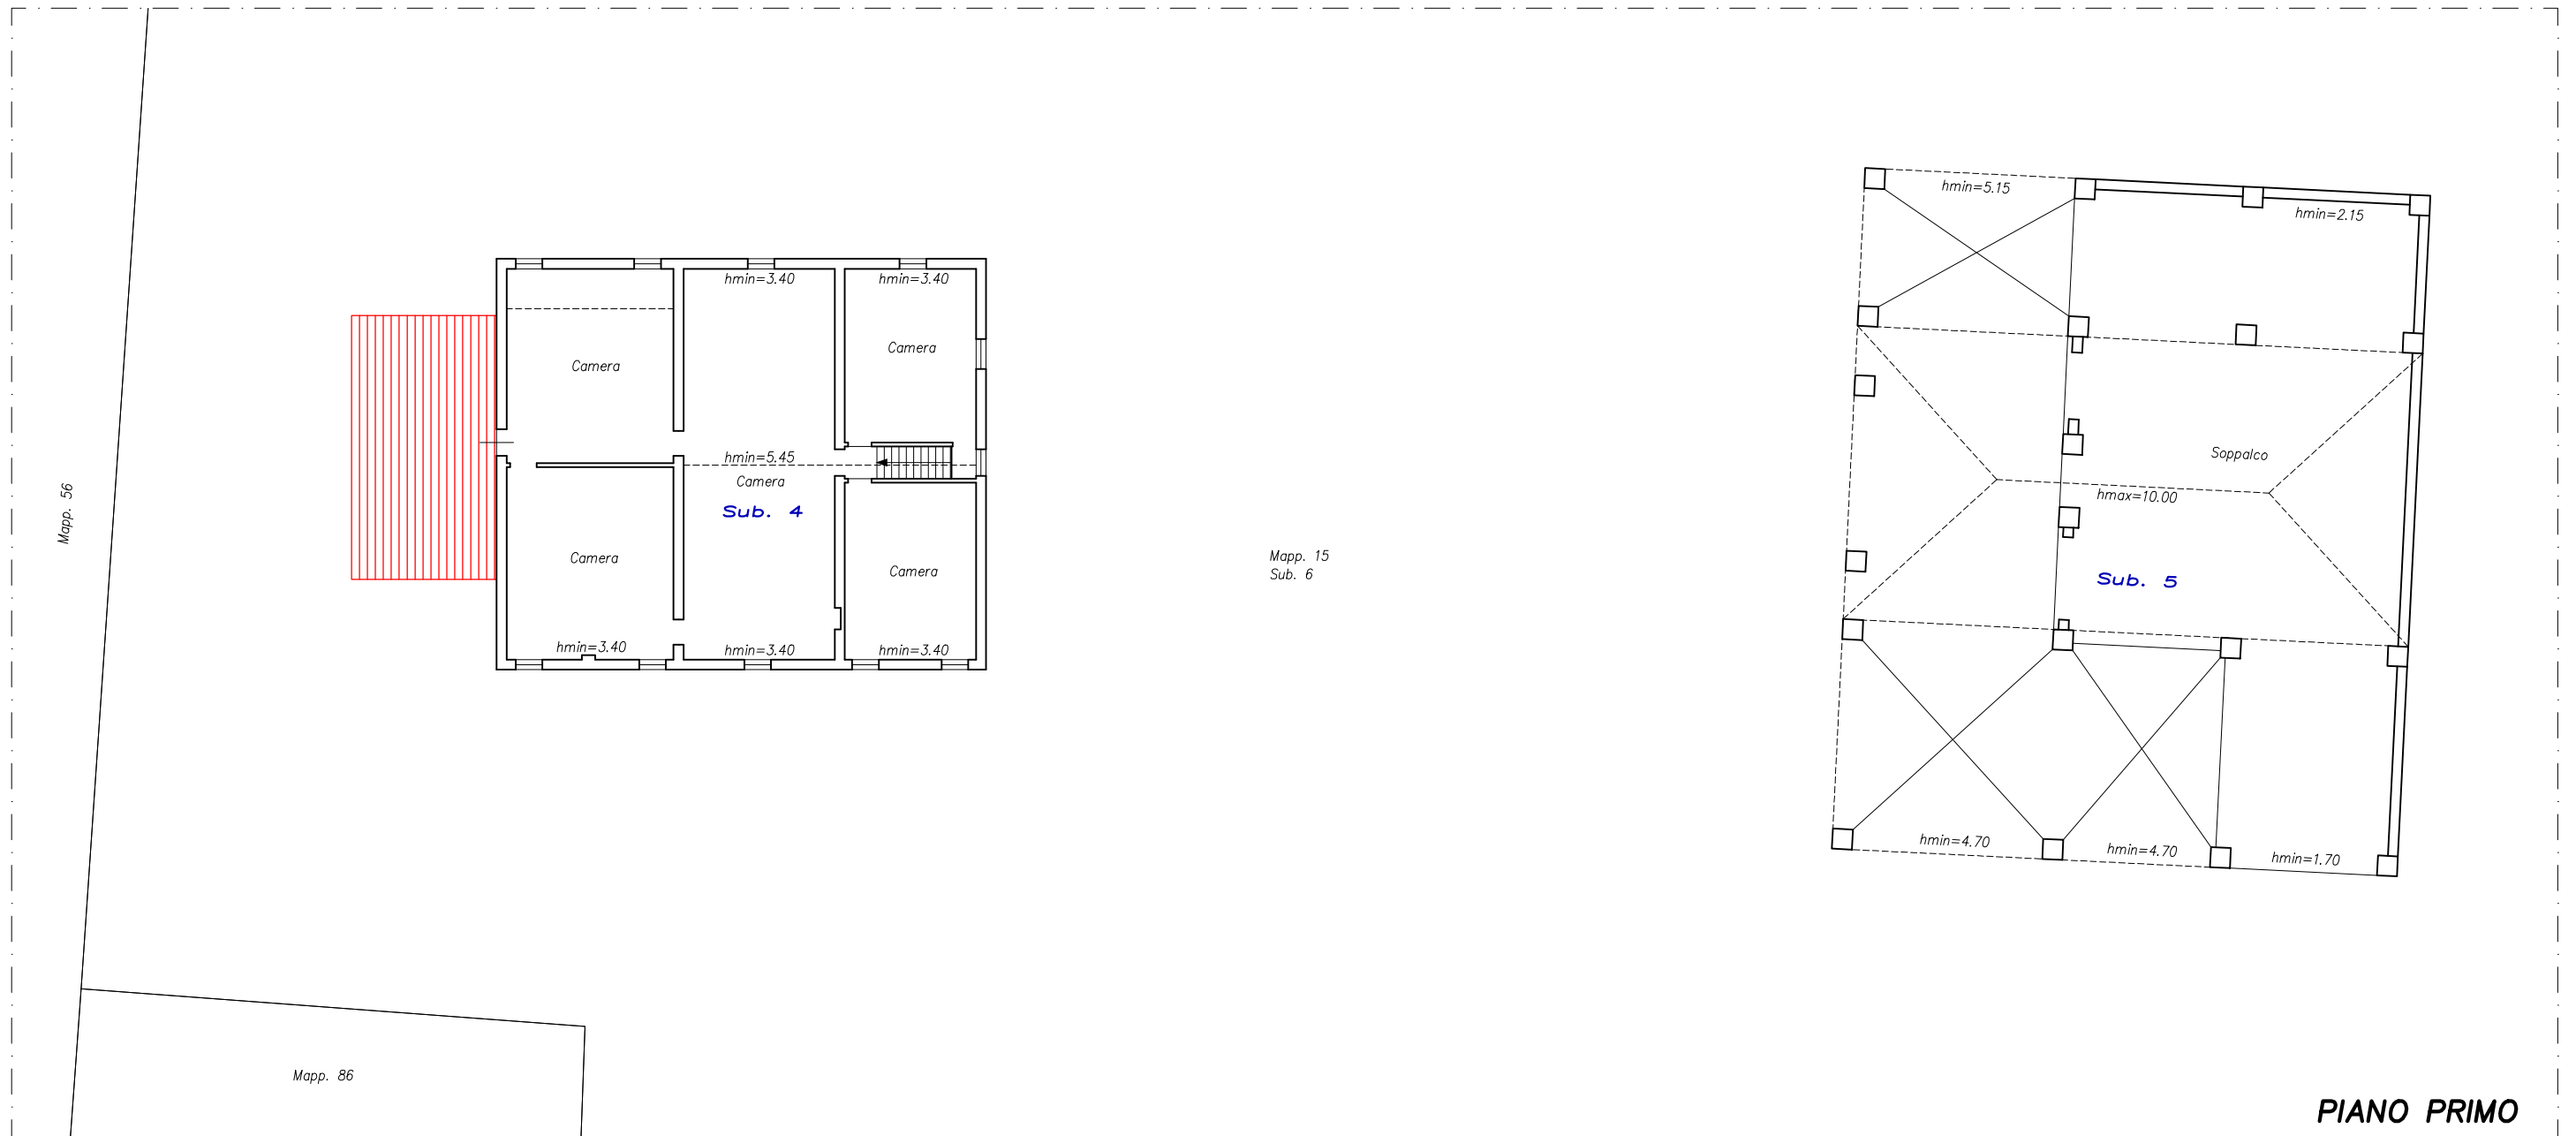 hmin=5.15
hmin=2.15
hmin=3.40
hmin=3.40
Camera
Camera
hmin=5.45
Camera
Sub. 4
Camera
Camera
hmin=3.40
hmin=3.40
hmin=3.40
Mapp. 56
Mapp. 15
Sub. 6
Soppalco
hmax=10.00
Sub. 5
hmin=4.70
hmin=4.70
hmin=1.70
Mapp. 86
PIANO PRIMO